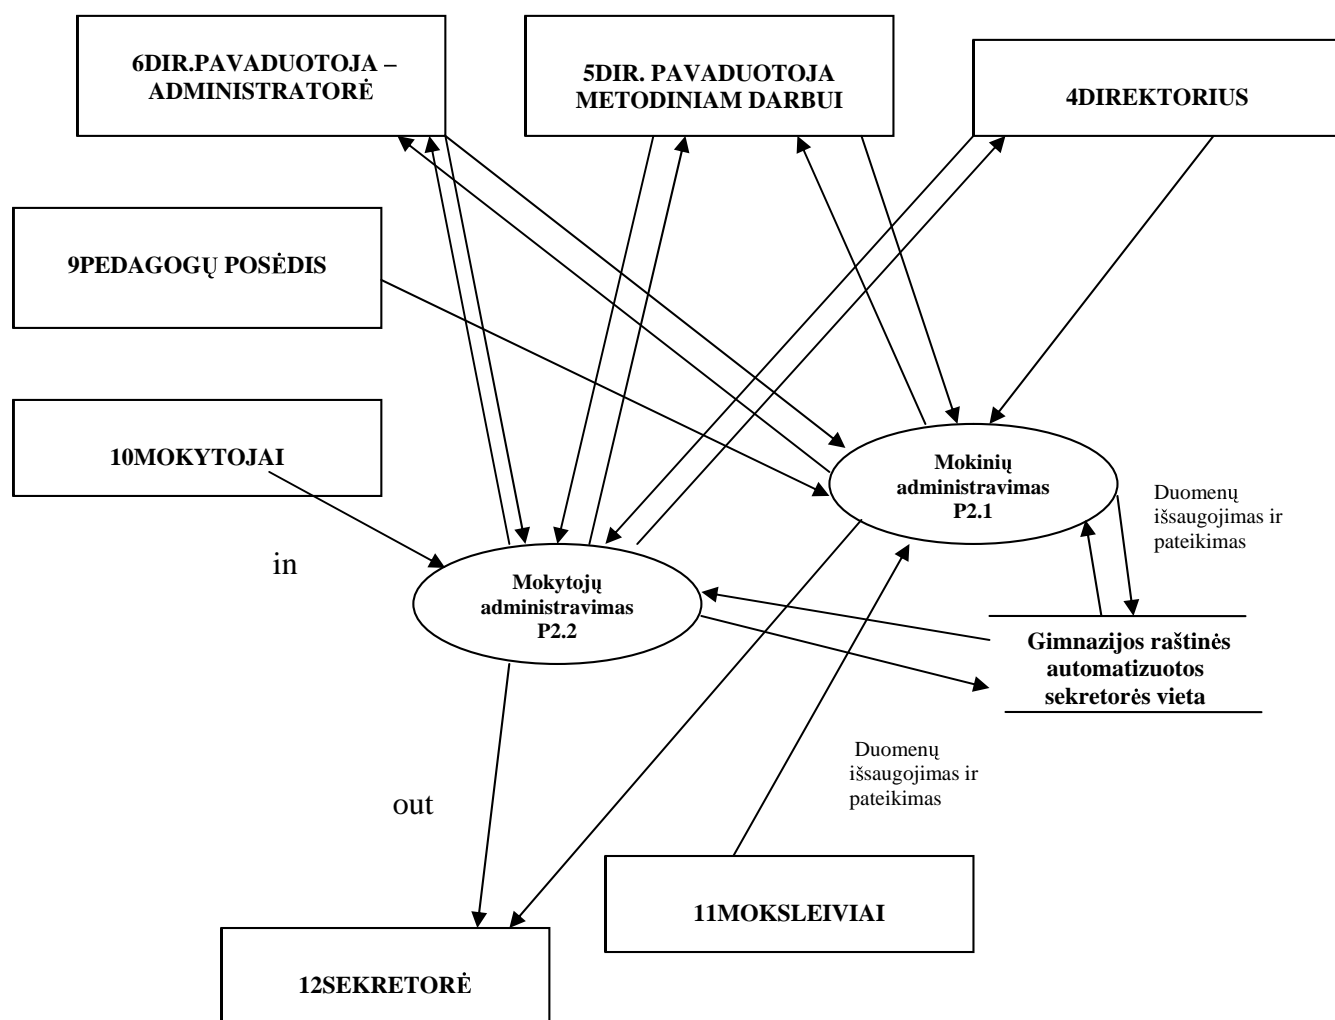 6DIR.PAVADUOTOJA –
ADMINISTRATORĖ
5DIR. PAVADUOTOJA
METODINIAM DARBUI
4DIREKTORIUS
9PEDAGOGŲ POSĖDIS
10MOKYTOJAI
Mokinių
administravimas
P2.1
Duomenų
išsaugojimas ir
pateikimas
in
Mokytojų
administravimas
P2.2
Gimnazijos raštinės
automatizuotos
sekretorės vieta
Duomenų
išsaugojimas ir
pateikimas
out
11MOKSLEIVIAI
12SEKRETORĖ